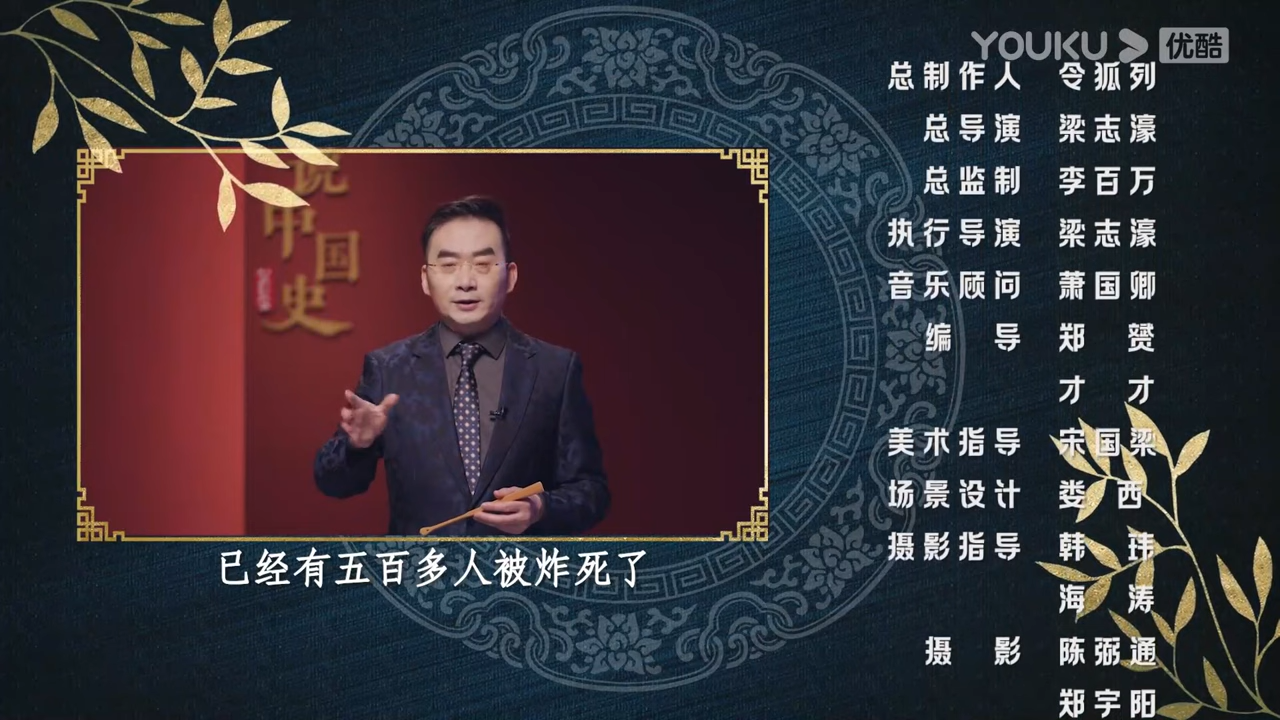 YOUKU 优酷
说
中国
史
已经有五百多人被炸死了
总制作人 令狐列
总导演 梁志濠
总监制 李百万
执行导演 梁志濠
音乐顾问 萧国卿
编导 郑赟
才才
美术指导 宋国梁
场景设计 娄西
摄影指导 韩玮
海涛
摄影 陈弼通
郑宇阳